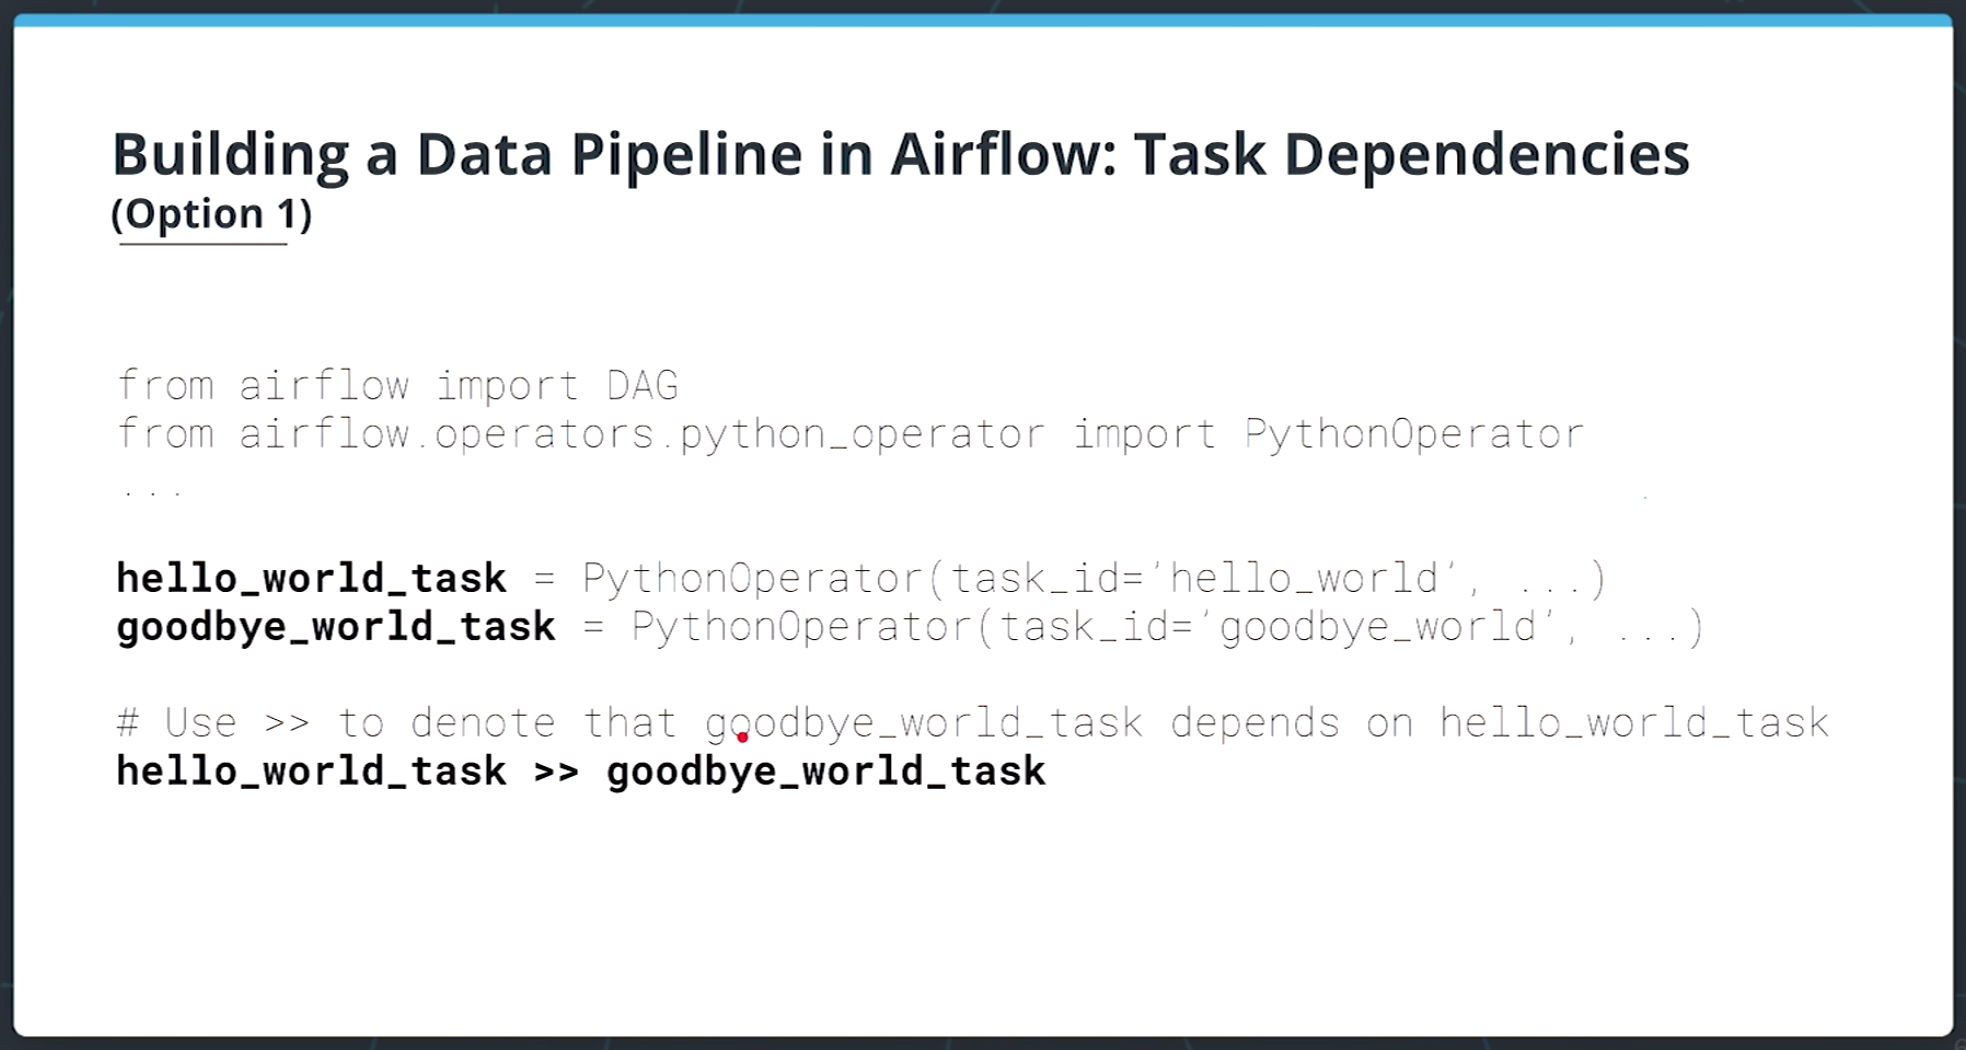 Building a Data Pipeline in Airflow: Task Dependencies
(Option 1)
from airflow import DAG
from airflow.operators.python_operator import PythonOperator
...
hello_world_task = PythonOperator(task_id='hello_world', ...)
goodbye_world_task = PythonOperator(task_id='goodbye_world', ...)
# Use >> to denote that goodbye_world_task depends on hello_world_task
hello_world_task >> goodbye_world_task